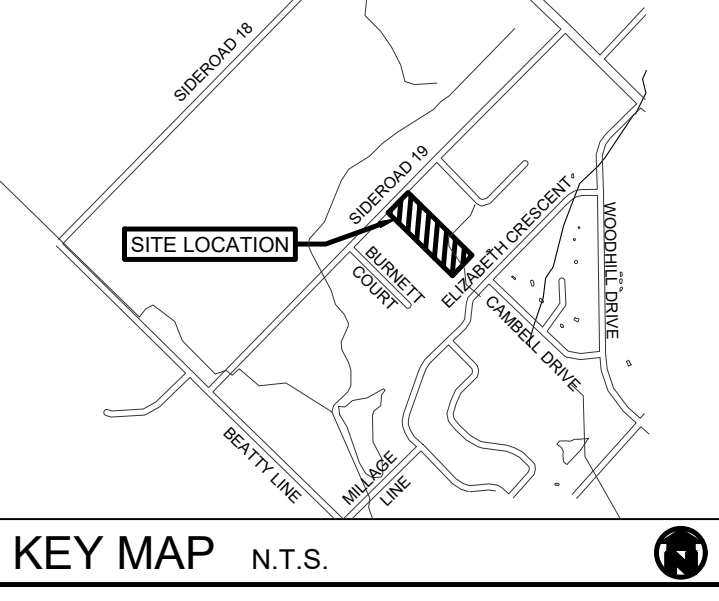 SIDEROAD 18
SIDEROAD 19
SITE LOCATION
BURNETT
COURT
ELIZABETH CRESCENT
WOODHILL DRIVE
CAMBELL DRIVE
BEATTY LINE
MILLAGE
LINE
KEY MAP N.T.S.
N